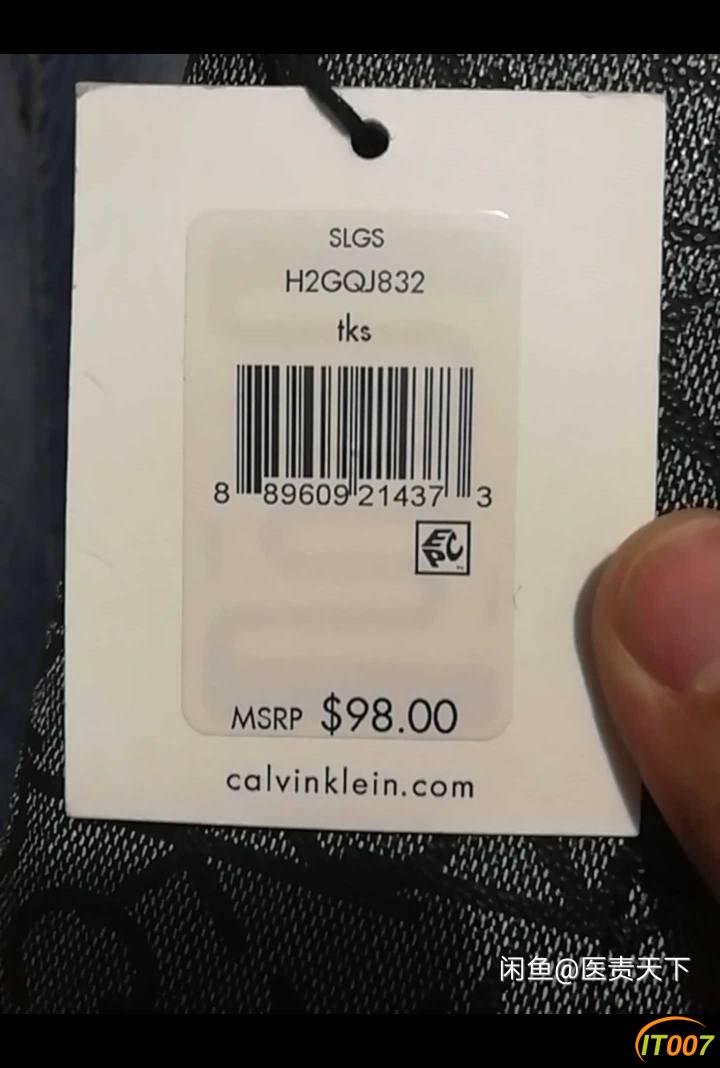 SLGS
H2GQJ832
tks
8 89609 21437 3
EPC
MSRP $98.00
calvinklein.com
闲鱼@医责天下
IT007